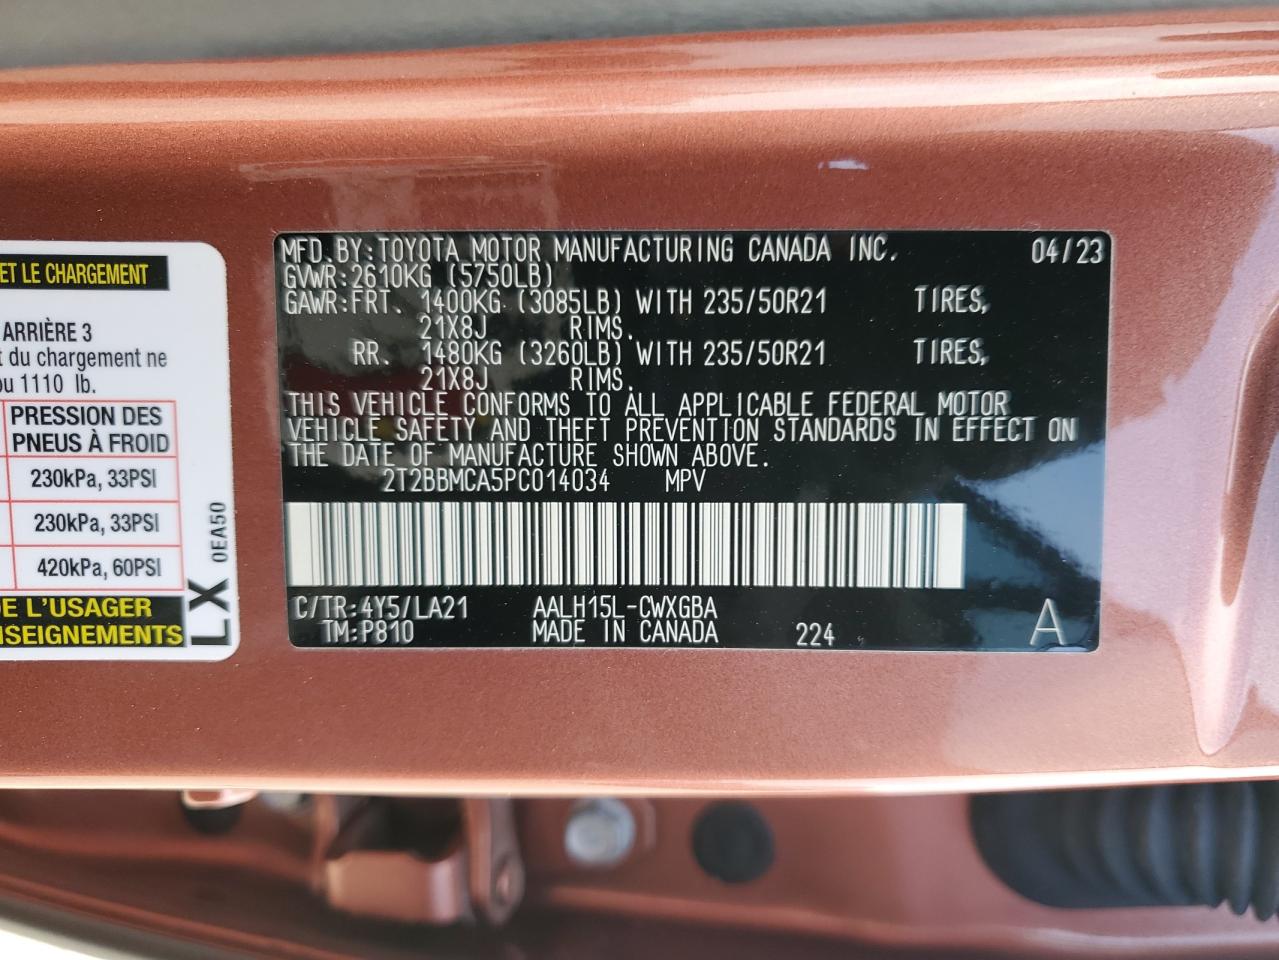 ET LE CHARGEMENT
ARRIÈRE 3
du chargement ne
ou 1110 lb.
PRESSION DES
PNEUS À FROID
230kPa, 33PSI
230kPa, 33PSI
420kPa, 60PSI
DE L'USAGER
NSEIGNEMENTS
LX 0EA50
MFD.BY:TOYOTA MOTOR MANUFACTURING CANADA INC. 04/23
GVWR:2610KG (5750LB)
GAWR:FRT. 1400KG (3085LB) WITH 235/50R21 TIRES,
21X8J RIMS.
RR. 1480KG (3260LB) WITH 235/50R21 TIRES,
21X8J RIMS.
THIS VEHICLE CONFORMS TO ALL APPLICABLE FEDERAL MOTOR
VEHICLE SAFETY AND THEFT PREVENTION STANDARDS IN EFFECT ON
THE DATE OF MANUFACTURE SHOWN ABOVE.
2T2BBMCA5PC014034 MPV
C/TR:4Y5/LA21 AALH15L-CWXGBA
TM:P810 MADE IN CANADA 224 A